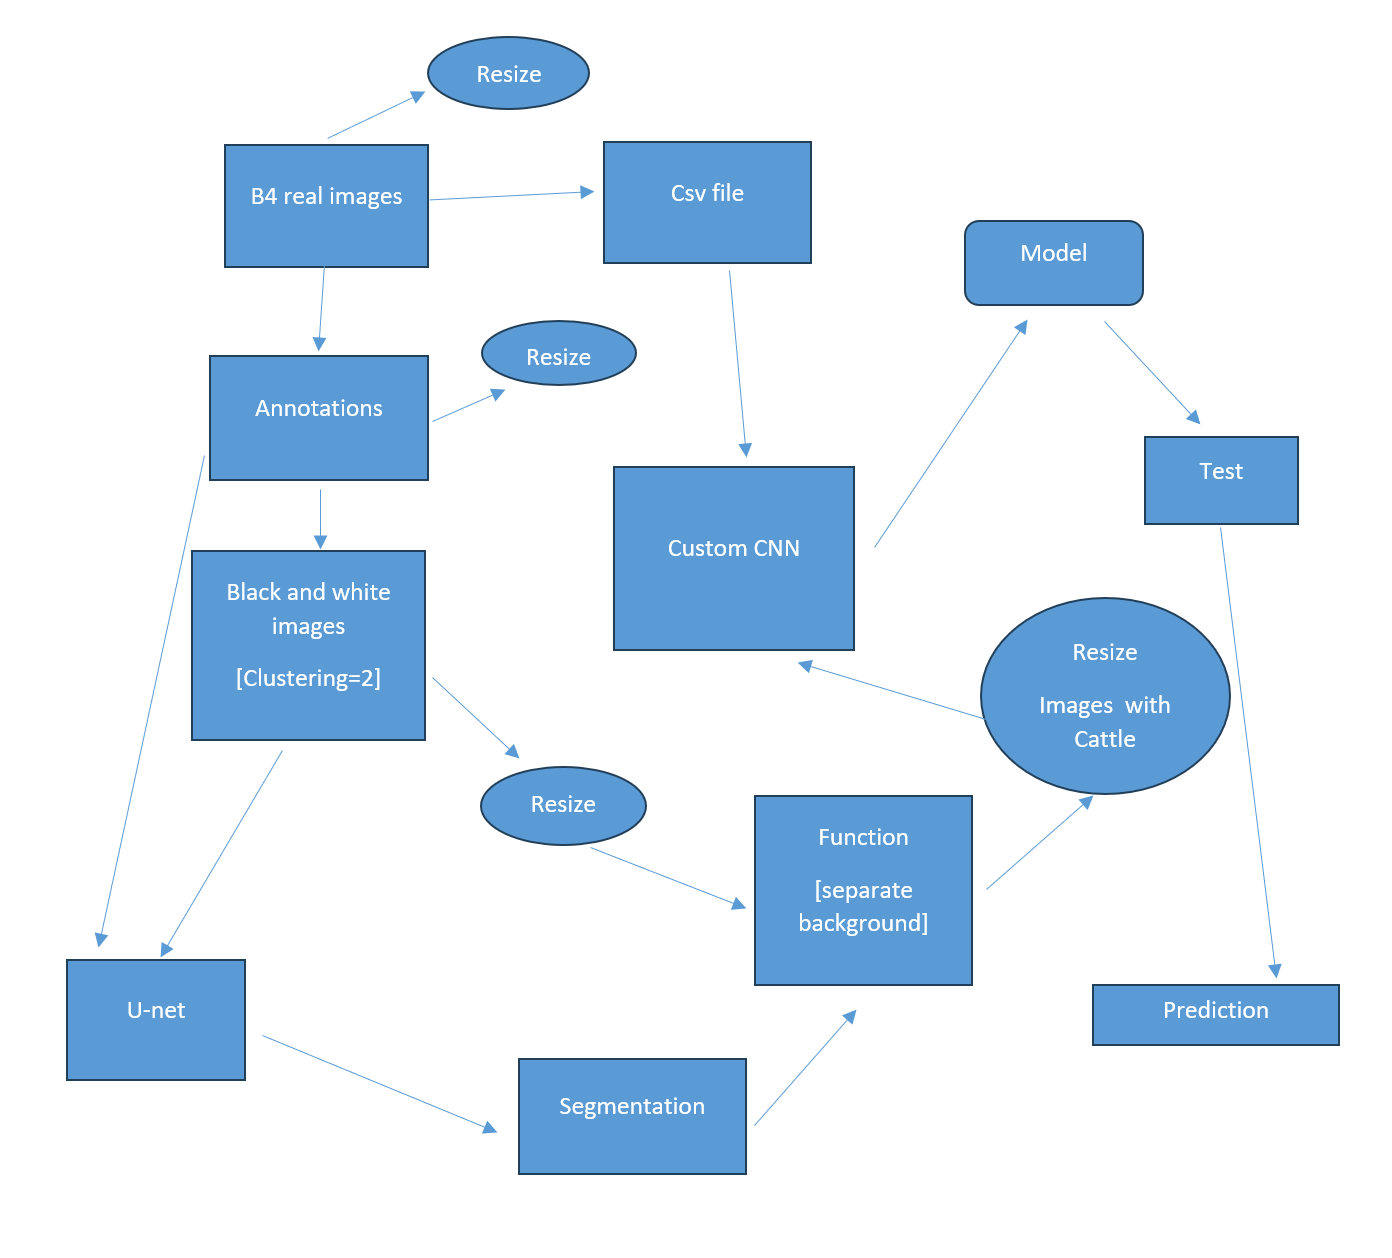 Resize
B4 real images
Csv file
Model
Resize
Annotations
Test
Custom CNN
Black and white
images
[Clustering=2]
Resize
Images  with
Cattle
Resize
Function
[separate
background]
U-net
Prediction
Segmentation